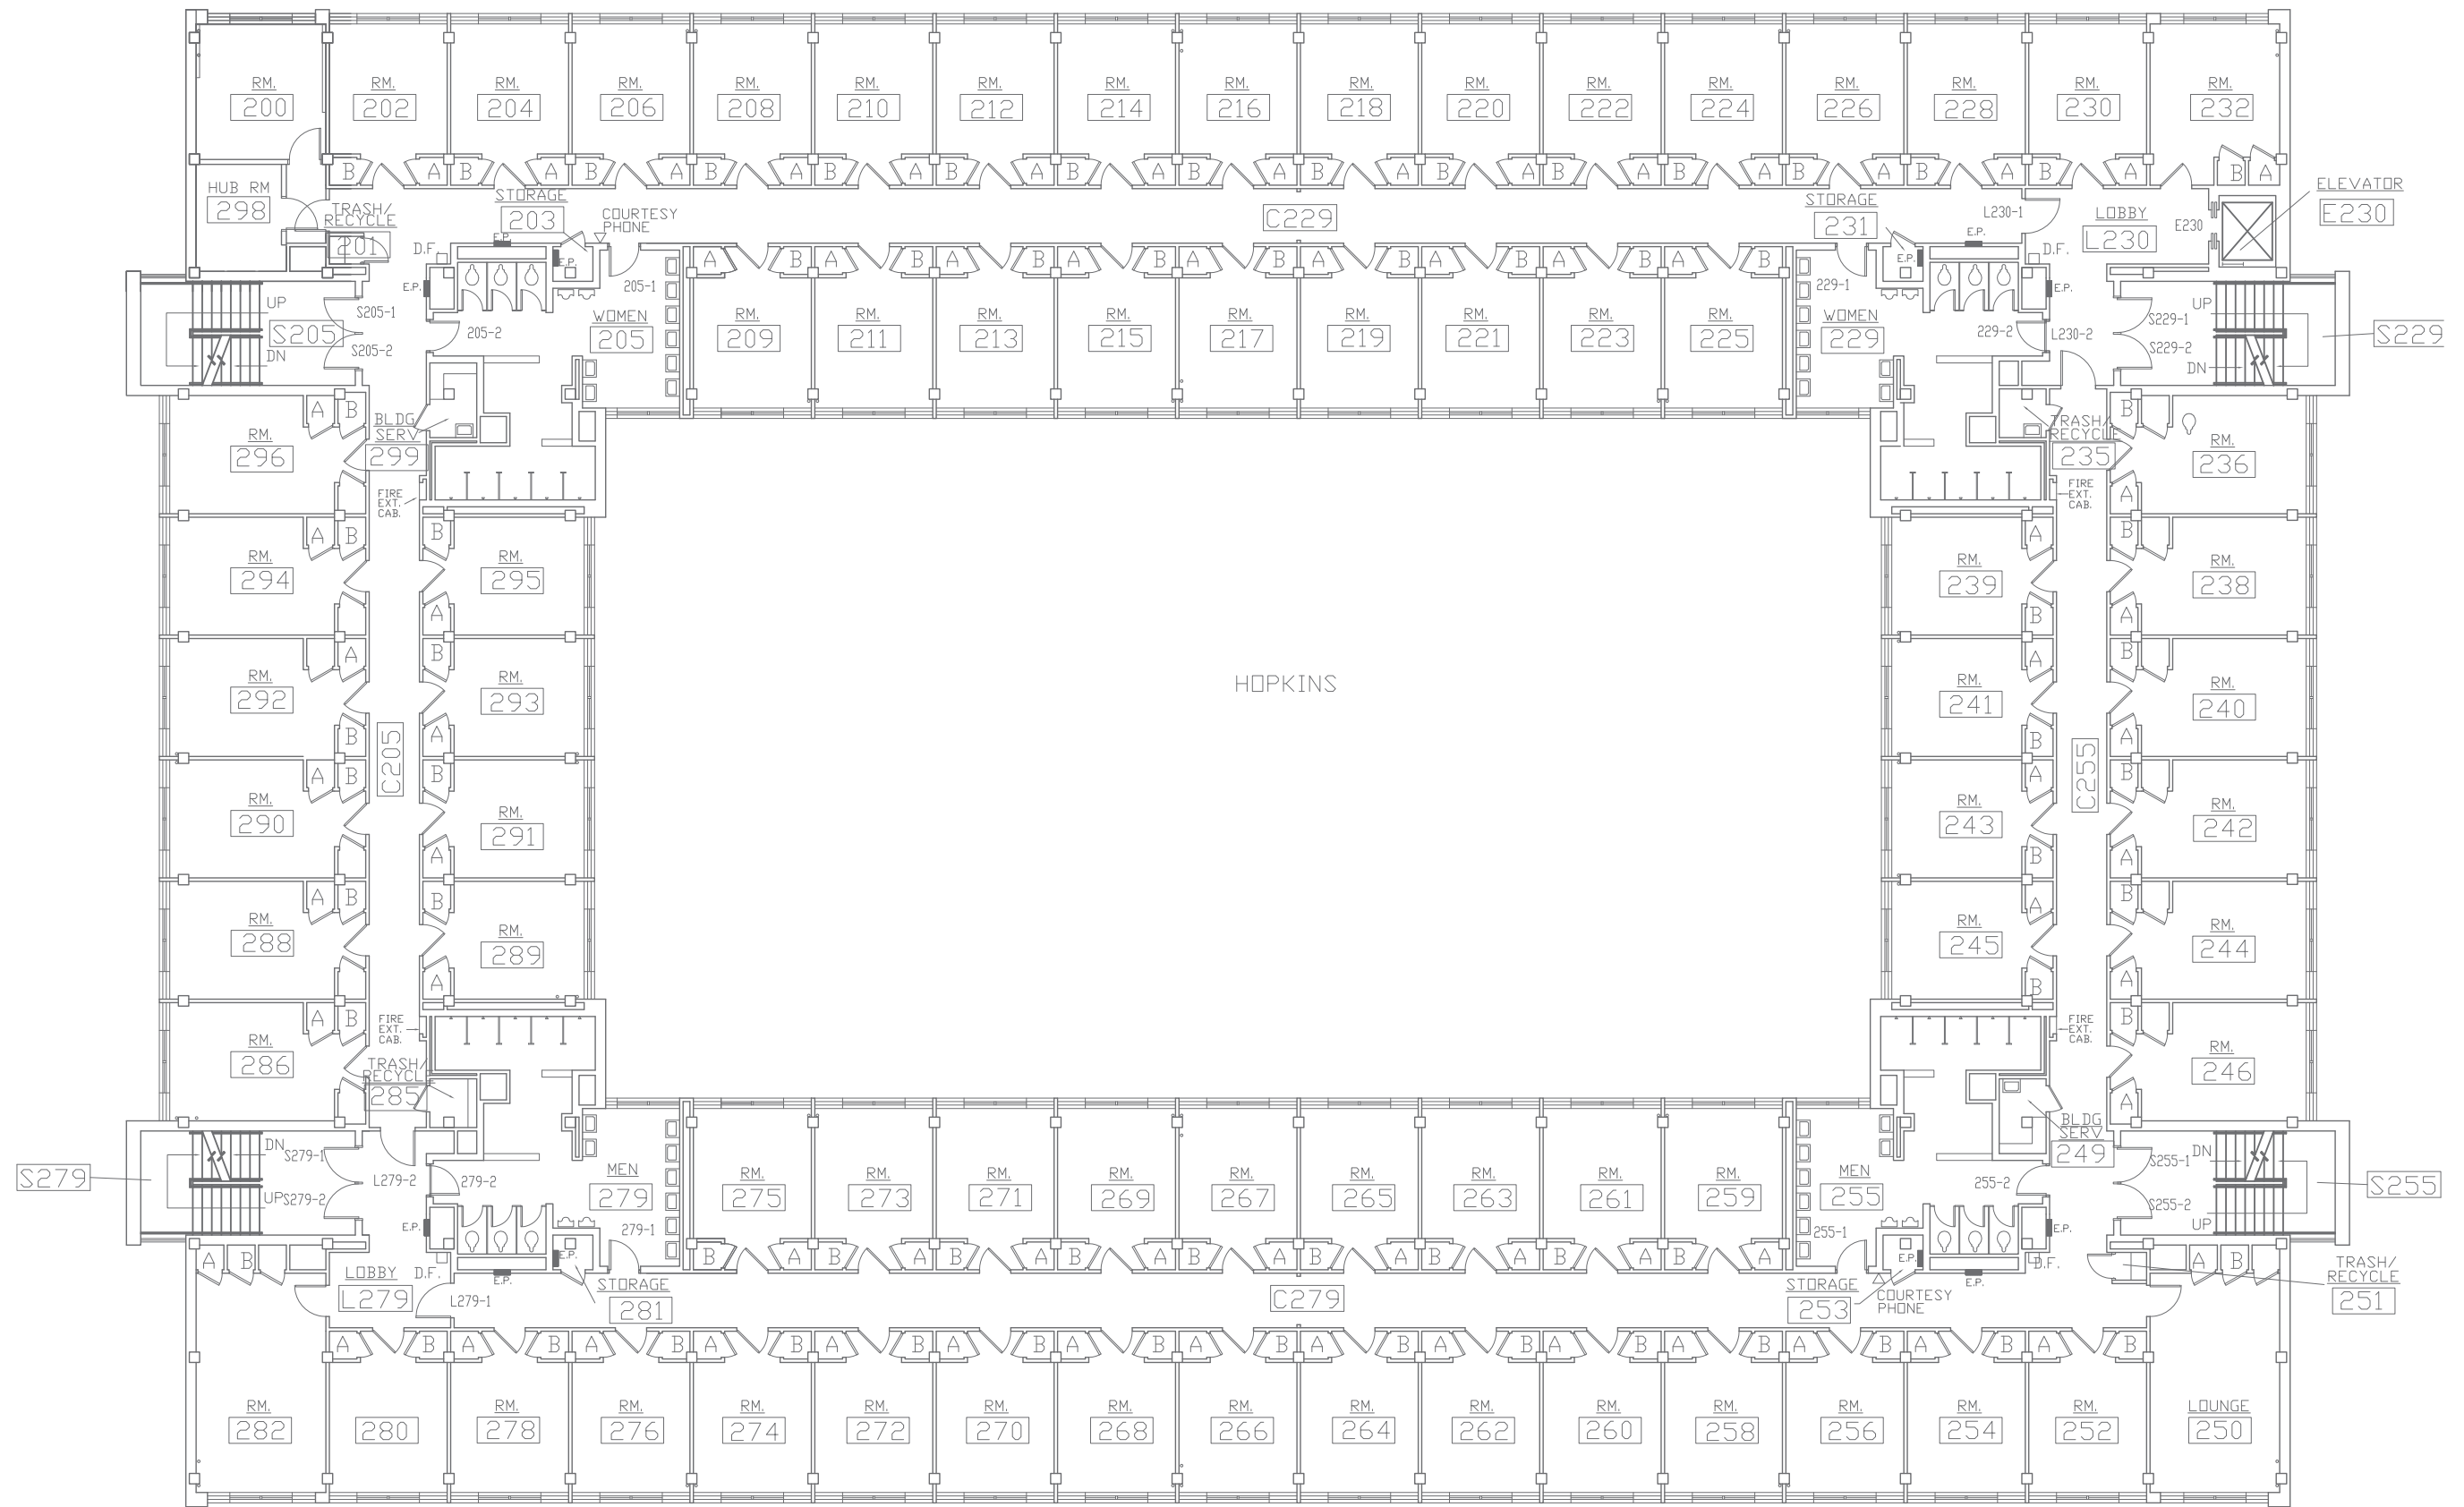 RM. RM. RM. RM. RM. RM. RM. RM. RM. RM. RM. RM. RM. RM. RM. RM. RM.
200 202 204 206 208 210 212 214 216 218 220 222 224 226 228 230 232
B A B A B A B A B A B A B A B A B A B A B A B A B A B A B A B A
HUB RM
298
TRASH/
RECYCLE
201
STORAGE
203
COURTESY
PHONE
C229
STORAGE
231
L230-1
LOBBY
L230
E230
ELEVATOR
E230
D.F.
E.P.
E.P.
E.P.
E.P.
E.P.
E.P.
D.F.
A B A B A B A B A B A B A B A B A B
UP
S205
DN
S205-1
S205-2
205-2
205-1
WOMEN
205
RM. RM. RM. RM. RM. RM. RM. RM. RM.
209 211 213 215 217 219 221 223 225
229-1
WOMEN
229
229-2
L230-2
S229-1
S229-2
UP
DN
S229
BLDG
SERV
299
TRASH/
RECYCLE
235
FIRE
EXT.
CAB.
FIRE
EXT.
CAB.
A B
RM.
296
A B
RM.
294
A
RM.
292
B
A B
RM.
290
A B
RM.
288
A B
RM.
286
C205
B
RM.
295
A
B
RM.
293
A
B
RM.
291
A
B
RM.
289
A
HOPKINS
A
RM.
239
B
A
RM.
241
B
A
RM.
243
B
A
RM.
245
B
C255
B
RM.
236
A
B
RM.
238
A
B
RM.
240
A
B
RM.
242
A
B
RM.
244
A
B
RM.
246
A
FIRE
EXT.
CAB.
FIRE
EXT.
CAB.
TRASH/
RECYCLE
285
BLDG
SERV
249
S279
DN
S279-1
UP
S279-2
L279-2
279-2
MEN
279
279-1
RM. RM. RM. RM. RM. RM. RM. RM. RM.
275 273 271 269 267 265 263 261 259
MEN
255
255-1
255-2
S255-1
DN
S255-2
UP
S255
E.P.
E.P.
E.P.
E.P.
E.P.
E.P.
B A B A B A B A B A B A B A B A B A
A B
LOBBY
L279
D.F.
L279-1
STORAGE
281
C279
STORAGE
253
COURTESY
PHONE
D.F.
A B
TRASH/
RECYCLE
251
A B A B A B A B A B A B A B A B A B A B A B A B A B A B A B
RM. RM. RM. RM. RM. RM. RM. RM. RM. RM. RM. RM. RM. RM. RM. LOUNGE
282 280 278 276 274 272 270 268 266 264 262 260 258 256 254 252 250